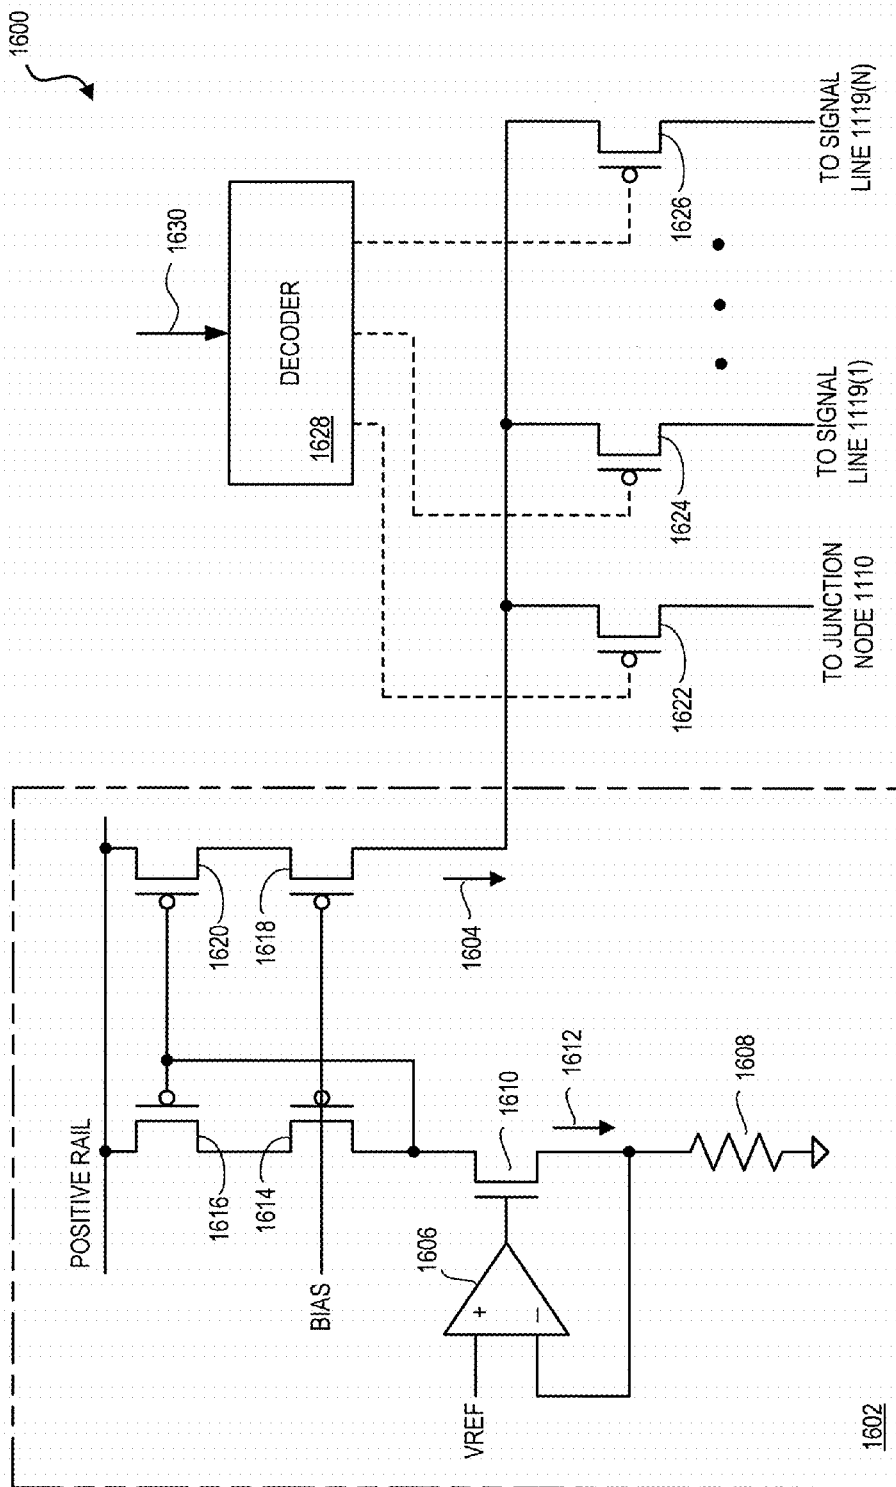 1600
1630
DECODER
1628
POSITIVE RAIL
1616
1620
1614
1618
BIAS
1604
1606
1610
1612
VREF
1608
1602
1622
1624
1626
TO JUNCTION
NODE 1110
TO SIGNAL
LINE 1119(1)
TO SIGNAL
LINE 1119(N)
+
−